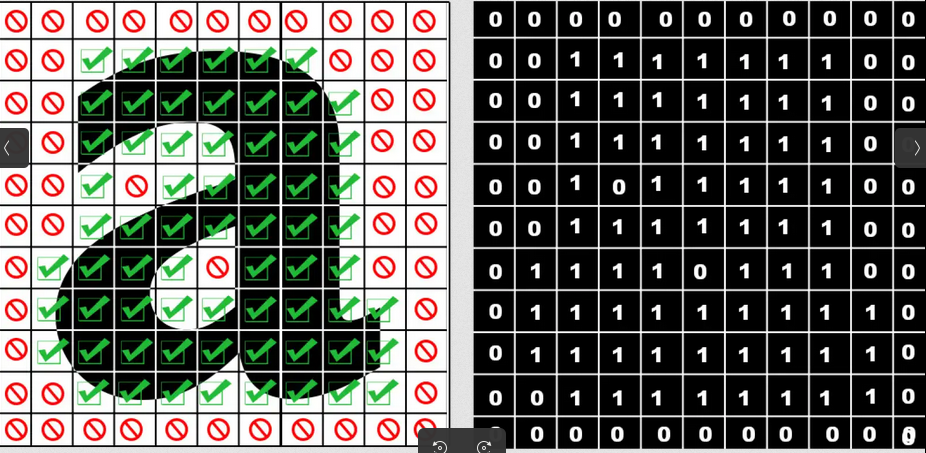 a
0 0 0 0 0 0 0 0 0 0 0
0 0 1 1 1 1 1 1 1 0 0
0 0 1 1 1 1 1 1 1 0 0
0 0 1 1 1 1 1 1 1 0
0 0 1 0 1 1 1 1 1 0 0
0 0 1 1 1 1 1 1 1 0 0
0 1 1 1 1 0 1 1 1 0 0
0 1 1 1 1 1 1 1 1 1 0
0 1 1 1 1 1 1 1 1 1 0
0 0 1 1 1 1 1 1 1 1 0
0 0 0 0 0 0 0 0 0